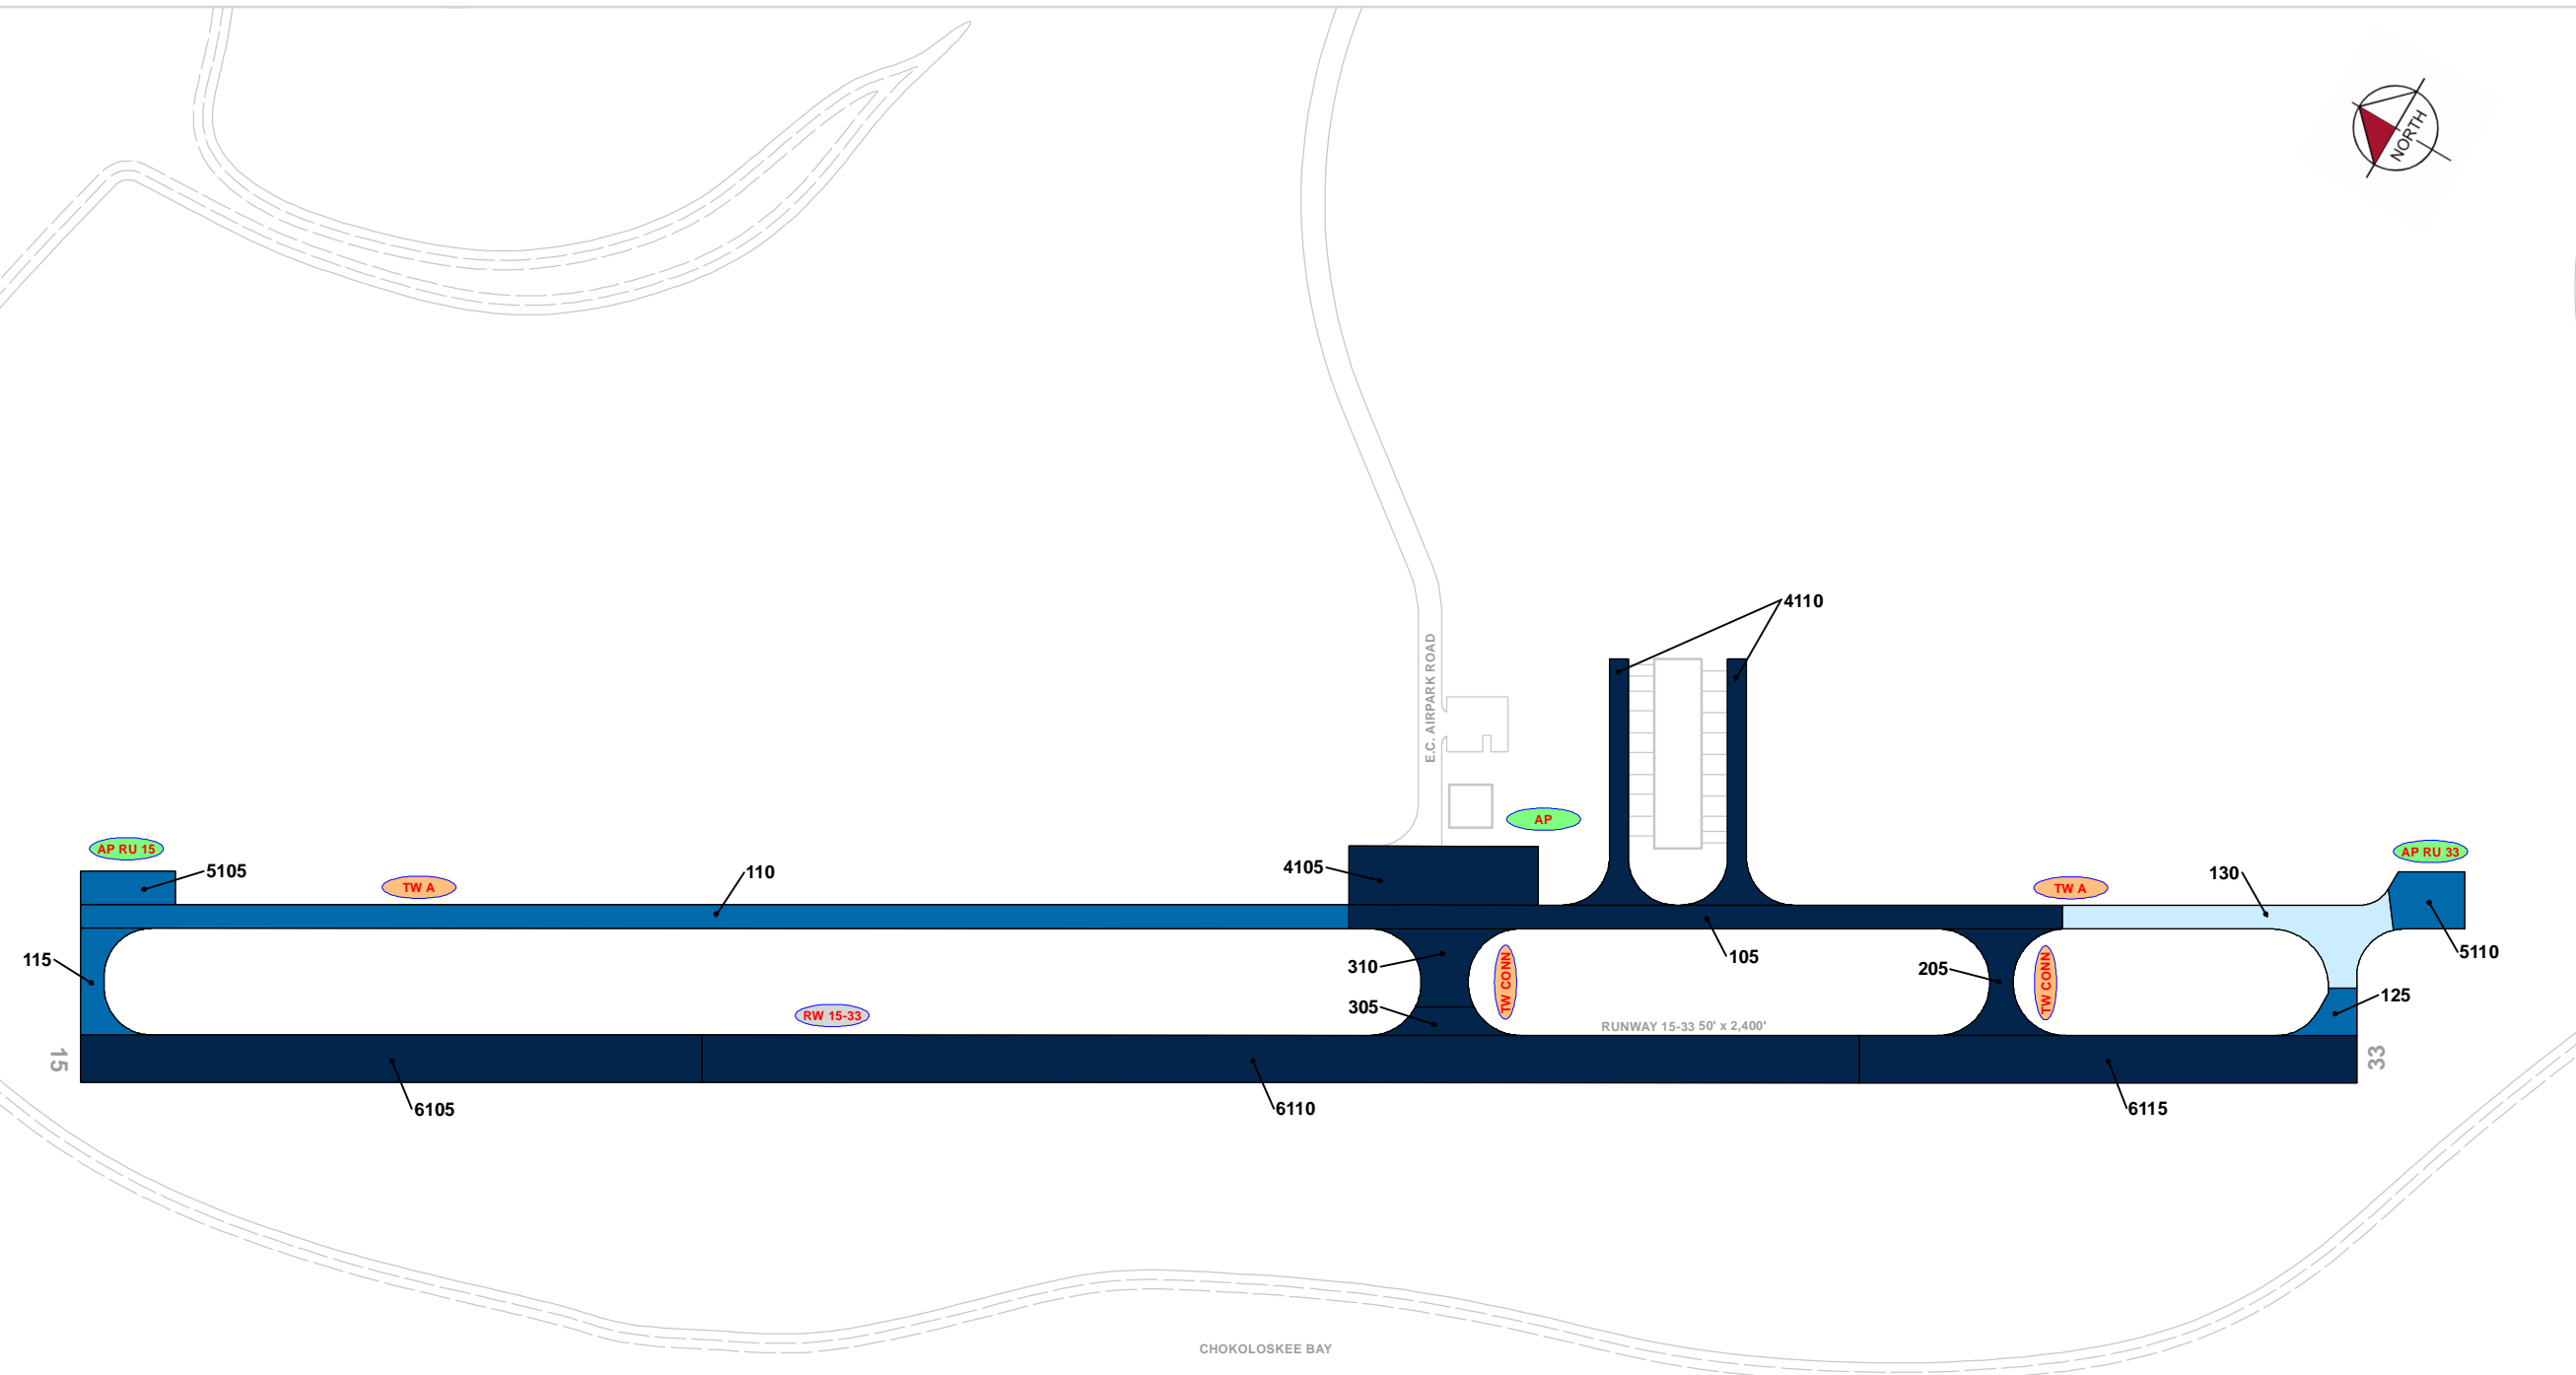 NORTH
4110
E.C. AIRPARK ROAD
AP
AP RU 15
AP RU 33
5105
TW A
110
4105
TW A
130
115
310
TW CONN
105
205
TW CONN
5110
125
305
RW 15-33
RUNWAY 15-33 50' x 2,400'
15
33
6105
6110
6115
CHOKOLOSKEE BAY